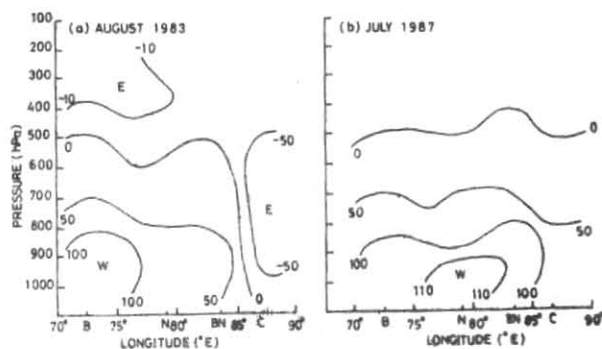 (a) AUGUST 1983
(b) JULY 1987
PRESSURE (hPa)
100
200
300
400
500
600
700
800
900
1000
-10
E
-10
0
-50
50
E
100
W
100
50
0
-50
0
0
50
50
100
W
110
110
100
70° B 75° N 80° BN 85° C 90°
LONGITUDE (°E)
70° B 75° N 80° BN 85° C 90°
LONGITUDE (°E)